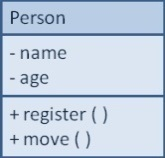 Person
- name
- age
+ register ( )
+ move ( )